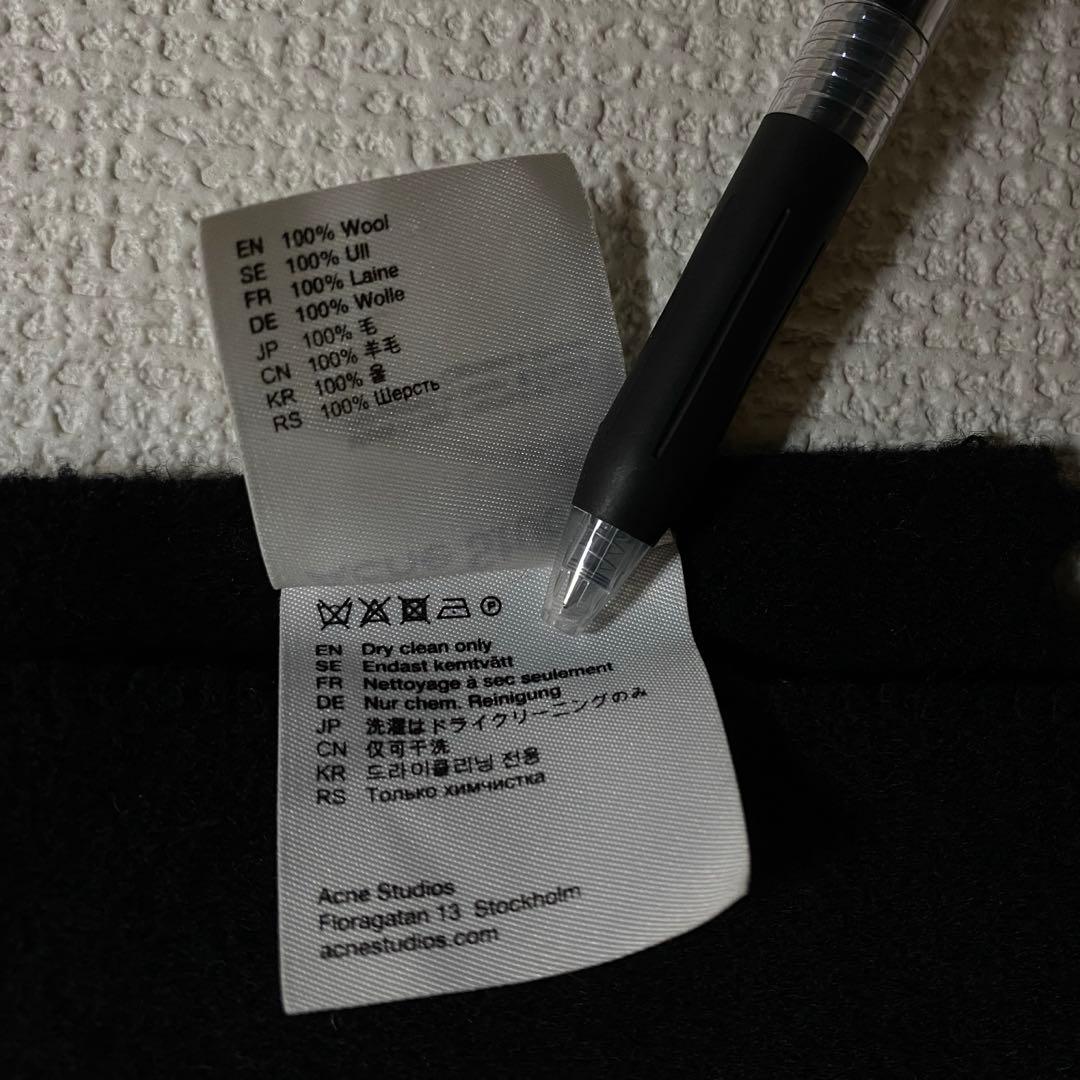 EN 100% Wool
SE 100% Ull
FR 100% Laine
DE 100% Wolle
JP 100% 毛
CN 100% 羊毛
KR 100% 울
RS 100% Шерсть
P
EN Dry clean only
SE Endast kemtvätt
FR Nettoyage à sec seulement
DE Nur chem. Reinigung
JP 洗濯はドライクリーニングのみ
CN 仅可干洗
KR 드라이클리닝 전용
RS Только химчистка
Acne Studios
Floragatan 13 Stockholm
acnestudios.com